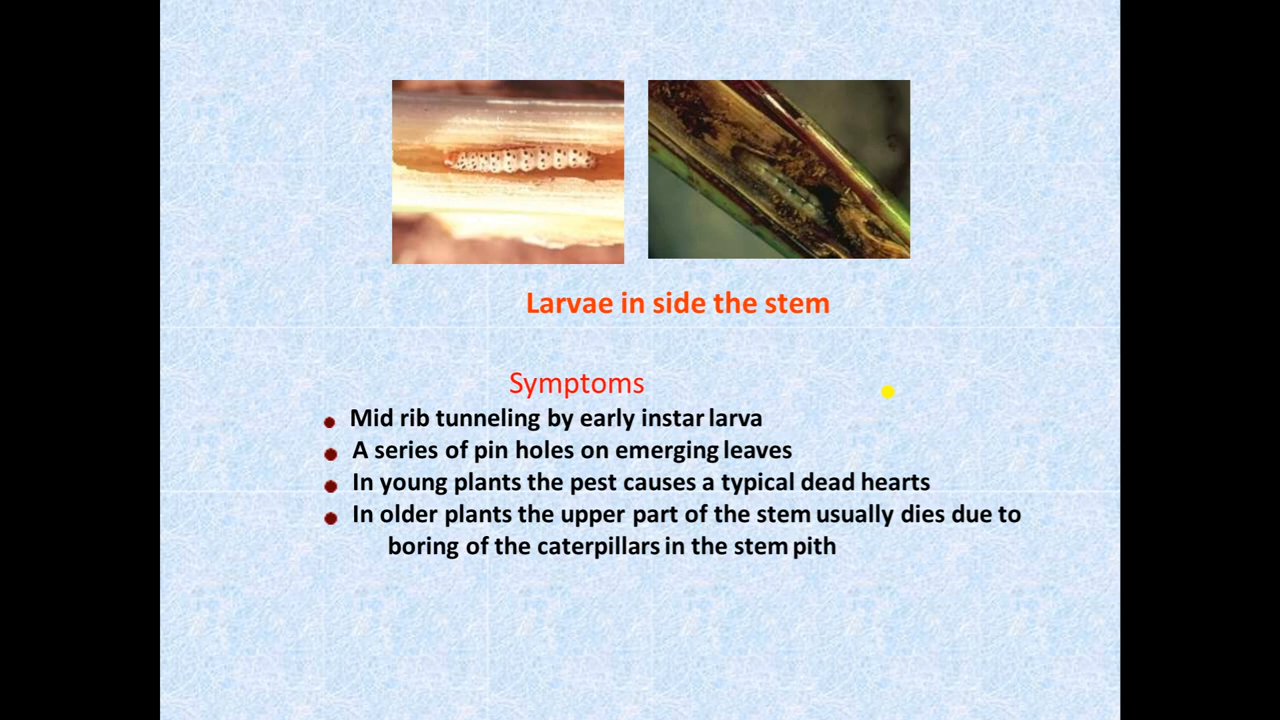 Larvae in side the stem
Symptoms
Mid rib tunneling by early instar larva
A series of pin holes on emerging leaves
In young plants the pest causes a typical dead hearts
In older plants the upper part of the stem usually dies due to
boring of the caterpillars in the stem pith